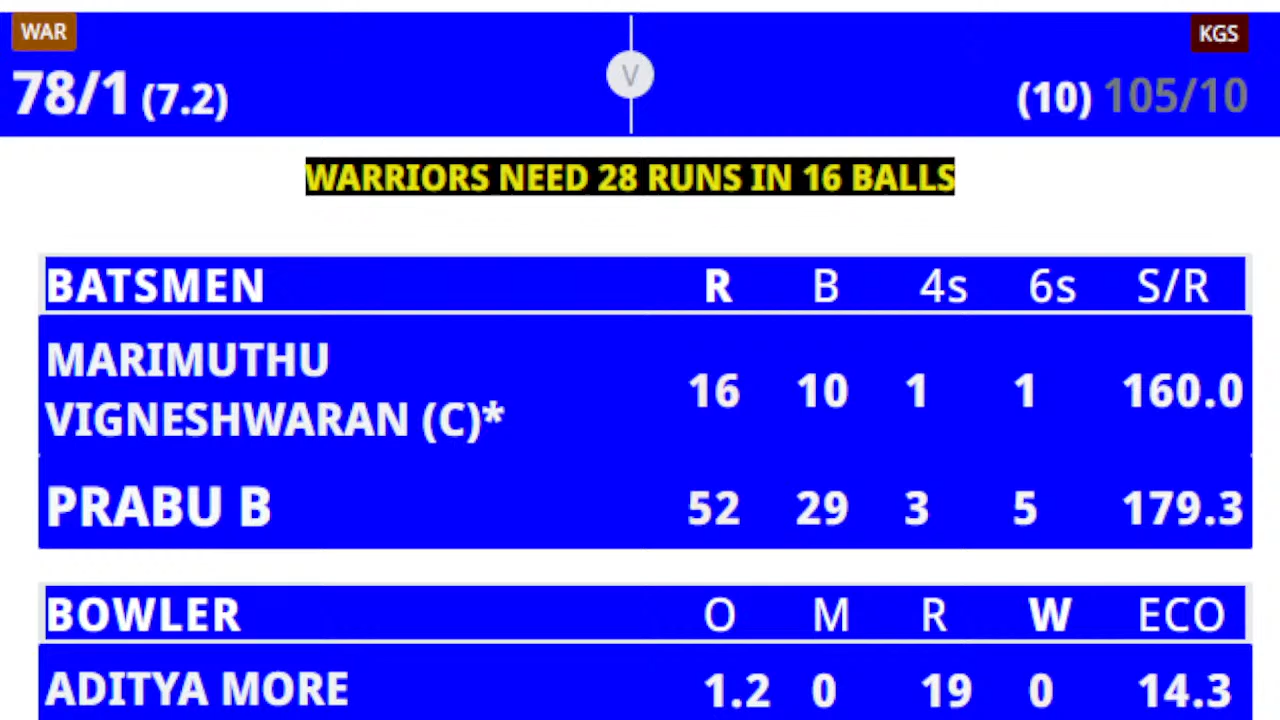 WAR
KGS
78/1 (7.2)
V
(10) 105/10
WARRIORS NEED 28 RUNS IN 16 BALLS
BATSMEN R B 4s 6s S/R
MARIMUTHU
VIGNESHWARAN (C)* 16 10 1 1 160.0
PRABU B 52 29 3 5 179.3
BOWLER O M R W ECO
ADITYA MORE 1.2 0 19 0 14.3